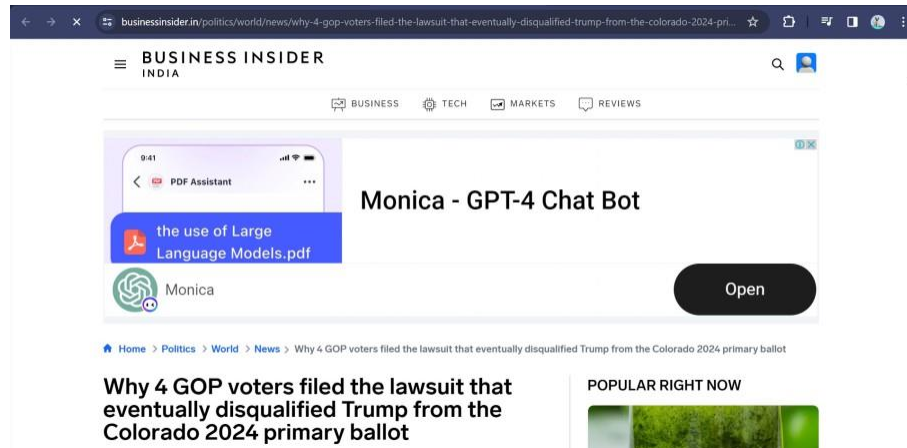 businessinsider.in/politics/world/news/why-4-gop-voters-filed-the-lawsuit-that-eventually-disqualified-trump-from-the-colorado-2024-pri...
BUSINESS INSIDER
INDIA
BUSINESS TECH MARKETS REVIEWS
9:41
PDF Assistant
the use of Large
Language Models.pdf
Monica - GPT-4 Chat Bot
Monica
Open
Home > Politics > World > News > Why 4 GOP voters filed the lawsuit that eventually disqualified Trump from the Colorado 2024 primary ballot
Why 4 GOP voters filed the lawsuit that
eventually disqualified Trump from the
Colorado 2024 primary ballot
POPULAR RIGHT NOW